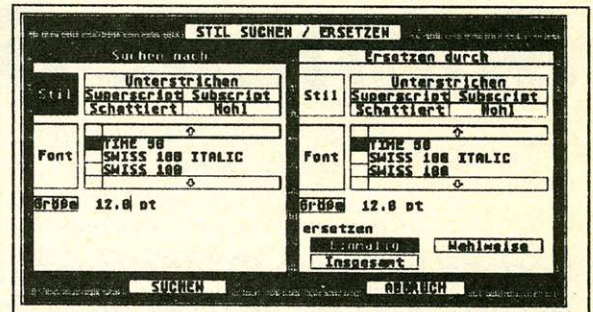 STIL SUCHEN / ERSETZEN
Suchen nach
Stil
Unterstrichen
Superscript Subscript
Schattiert Hohl
Font
TIME 50
SWISS 100 ITALIC
SWISS 100
Größe 12.0 pt
Ersetzen durch
Stil
Unterstrichen
Superscript Subscript
Schattiert Hohl
Font
TIME 50
SWISS 100 ITALIC
SWISS 100
Größe 12.0 pt
ersetzen
Einmalig Wahlweise
Insgesamt
SUCHEN ABBRUCH